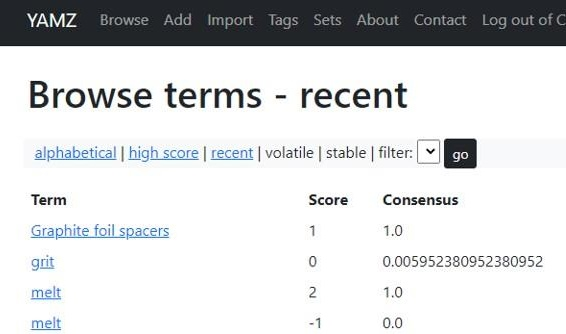 YAMZ Browse Add Import Tags Sets About Contact Log out of
Browse terms - recent
alphabetical | high score | recent | volatile | stable | filter: go
Term Score Consensus
Graphite foil spacers 1 1.0
grit 0 0.005952380952380952
melt 2 1.0
melt -1 0.0